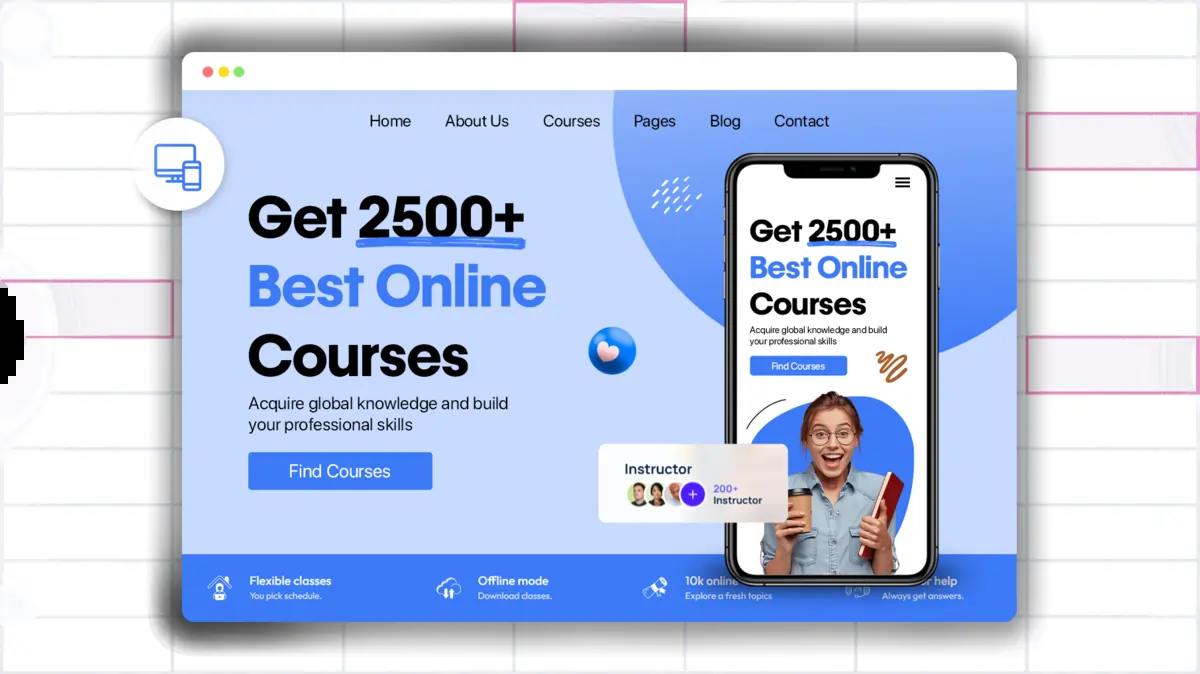 Home About Us Courses Pages Blog Contact
Get 2500+
Best Online
Courses
Acquire global knowledge and build
your professional skills
Find Courses
Get 2500+
Best Online
Courses
Acquire global knowledge and build
your professional skills
Find Courses
Instructor
200+
Instructor
Flexible classes
You pick schedule.
Offline mode
Download classes.
10k online
Explore a fresh topics
help
Always get answers.